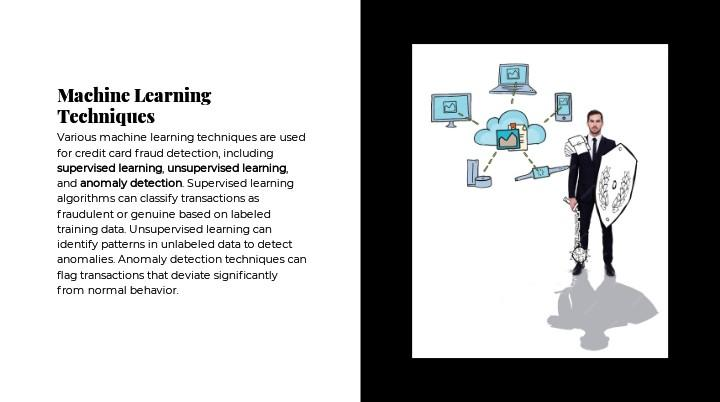 Machine Learning
Techniques
Various machine learning techniques are used
for credit card fraud detection, including
supervised learning, unsupervised learning,
and anomaly detection. Supervised learning
algorithms can classify transactions as
fraudulent or genuine based on labeled
training data. Unsupervised learning can
identify patterns in unlabeled data to detect
anomalies. Anomaly detection techniques can
flag transactions that deviate significantly
from normal behavior.